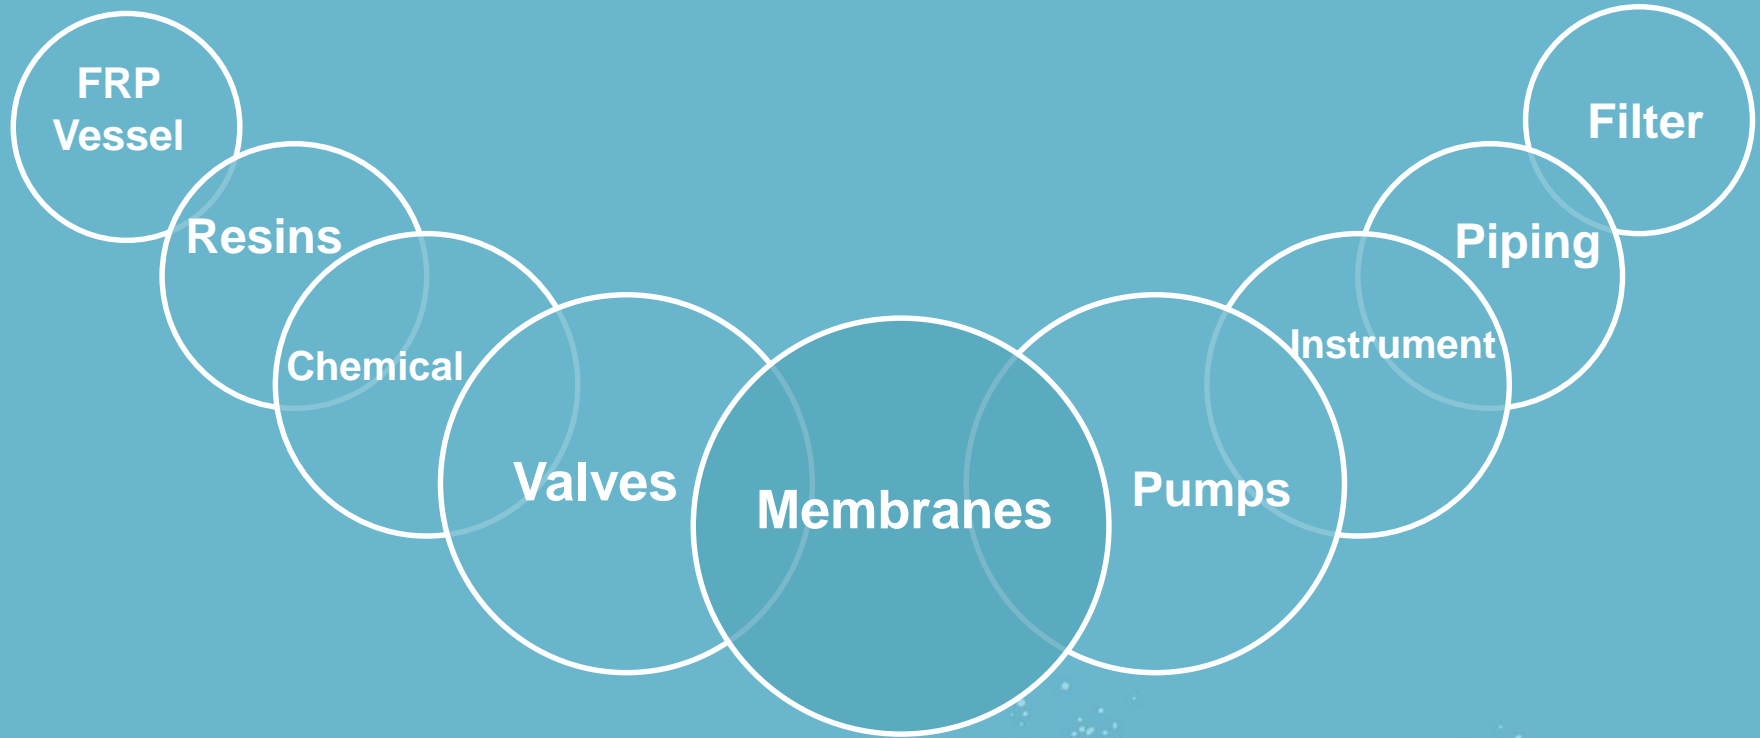 FRP
Vessel
Resins
Chemical
Valves
Membranes
Pumps
Instrument
Piping
Filter